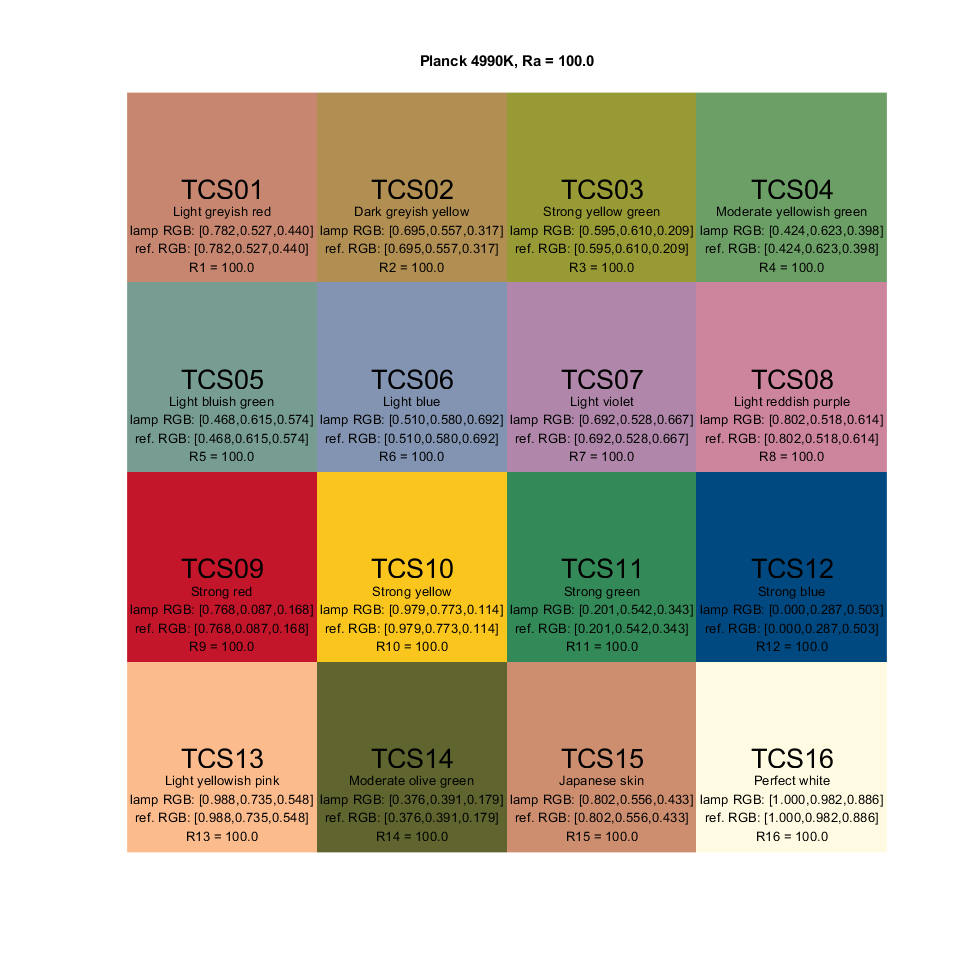 Planck 4990K, Ra = 100.0
TCS01
Light greyish red
lamp RGB: [0.782,0.527,0.440]
ref. RGB: [0.782,0.527,0.440]
R1 = 100.0
TCS02
Dark greyish yellow
lamp RGB: [0.695,0.557,0.317]
ref. RGB: [0.695,0.557,0.317]
R2 = 100.0
TCS03
Strong yellow green
lamp RGB: [0.595,0.610,0.209]
ref. RGB: [0.595,0.610,0.209]
R3 = 100.0
TCS04
Moderate yellowish green
lamp RGB: [0.424,0.623,0.398]
ref. RGB: [0.424,0.623,0.398]
R4 = 100.0
TCS05
Light bluish green
lamp RGB: [0.468,0.615,0.574]
ref. RGB: [0.468,0.615,0.574]
R5 = 100.0
TCS06
Light blue
lamp RGB: [0.510,0.580,0.692]
ref. RGB: [0.510,0.580,0.692]
R6 = 100.0
TCS07
Light violet
lamp RGB: [0.692,0.528,0.667]
ref. RGB: [0.692,0.528,0.667]
R7 = 100.0
TCS08
Light reddish purple
lamp RGB: [0.802,0.518,0.614]
ref. RGB: [0.802,0.518,0.614]
R8 = 100.0
TCS09
Strong red
lamp RGB: [0.768,0.087,0.168]
ref. RGB: [0.768,0.087,0.168]
R9 = 100.0
TCS10
Strong yellow
lamp RGB: [0.979,0.773,0.114]
ref. RGB: [0.979,0.773,0.114]
R10 = 100.0
TCS11
Strong green
lamp RGB: [0.201,0.542,0.343]
ref. RGB: [0.201,0.542,0.343]
R11 = 100.0
TCS12
Strong blue
lamp RGB: [0.000,0.287,0.503]
ref. RGB: [0.000,0.287,0.503]
R12 = 100.0
TCS13
Light yellowish pink
lamp RGB: [0.988,0.735,0.548]
ref. RGB: [0.988,0.735,0.548]
R13 = 100.0
TCS14
Moderate olive green
lamp RGB: [0.376,0.391,0.179]
ref. RGB: [0.376,0.391,0.179]
R14 = 100.0
TCS15
Japanese skin
lamp RGB: [0.802,0.556,0.433]
ref. RGB: [0.802,0.556,0.433]
R15 = 100.0
TCS16
Perfect white
lamp RGB: [1.000,0.982,0.886]
ref. RGB: [1.000,0.982,0.886]
R16 = 100.0